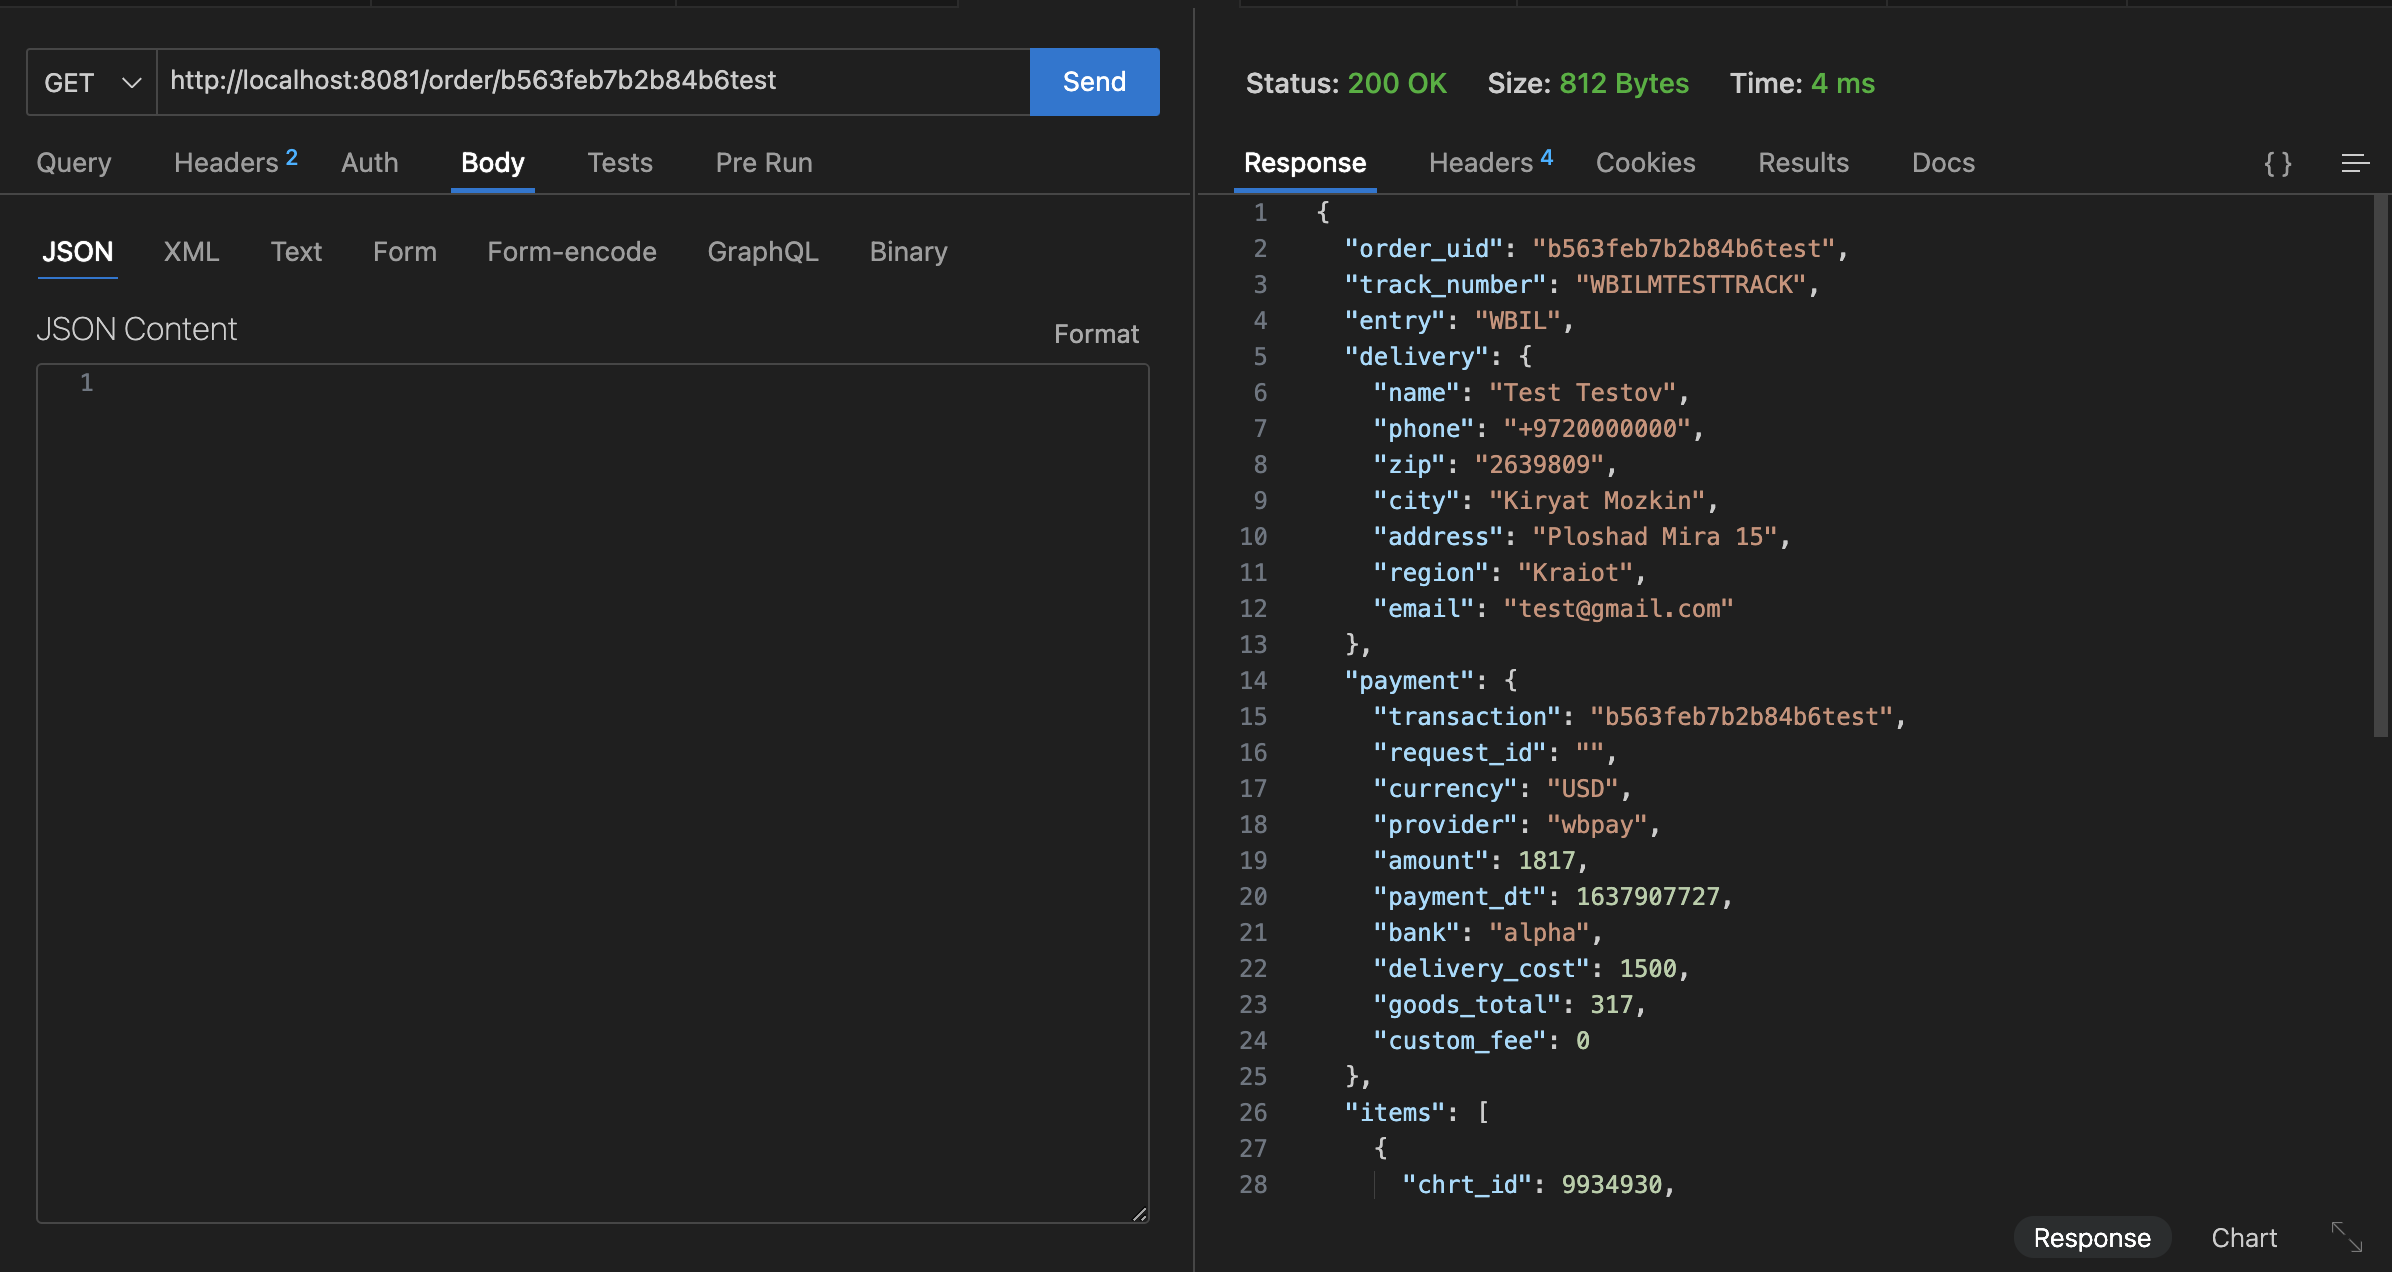 GET http://localhost:8081/order/b563feb7b2b84b6test Send
Query Headers 2 Auth Body Tests Pre Run
JSON XML Text Form Form-encode GraphQL Binary
JSON Content Format
1
Status: 200 OK Size: 812 Bytes Time: 4 ms
Response Headers 4 Cookies Results Docs {}
1 {
2 "order_uid": "b563feb7b2b84b6test",
3 "track_number": "WBILMTESTTRACK",
4 "entry": "WBIL",
5 "delivery": {
6 "name": "Test Testov",
7 "phone": "+9720000000",
8 "zip": "2639809",
9 "city": "Kiryat Mozkin",
10 "address": "Ploshad Mira 15",
11 "region": "Kraiot",
12 "email": "test@gmail.com"
13 },
14 "payment": {
15 "transaction": "b563feb7b2b84b6test",
16 "request_id": "",
17 "currency": "USD",
18 "provider": "wbpay",
19 "amount": 1817,
20 "payment_dt": 1637907727,
21 "bank": "alpha",
22 "delivery_cost": 1500,
23 "goods_total": 317,
24 "custom_fee": 0
25 },
26 "items": [
27 {
28 "chrt_id": 9934930,
Response Chart